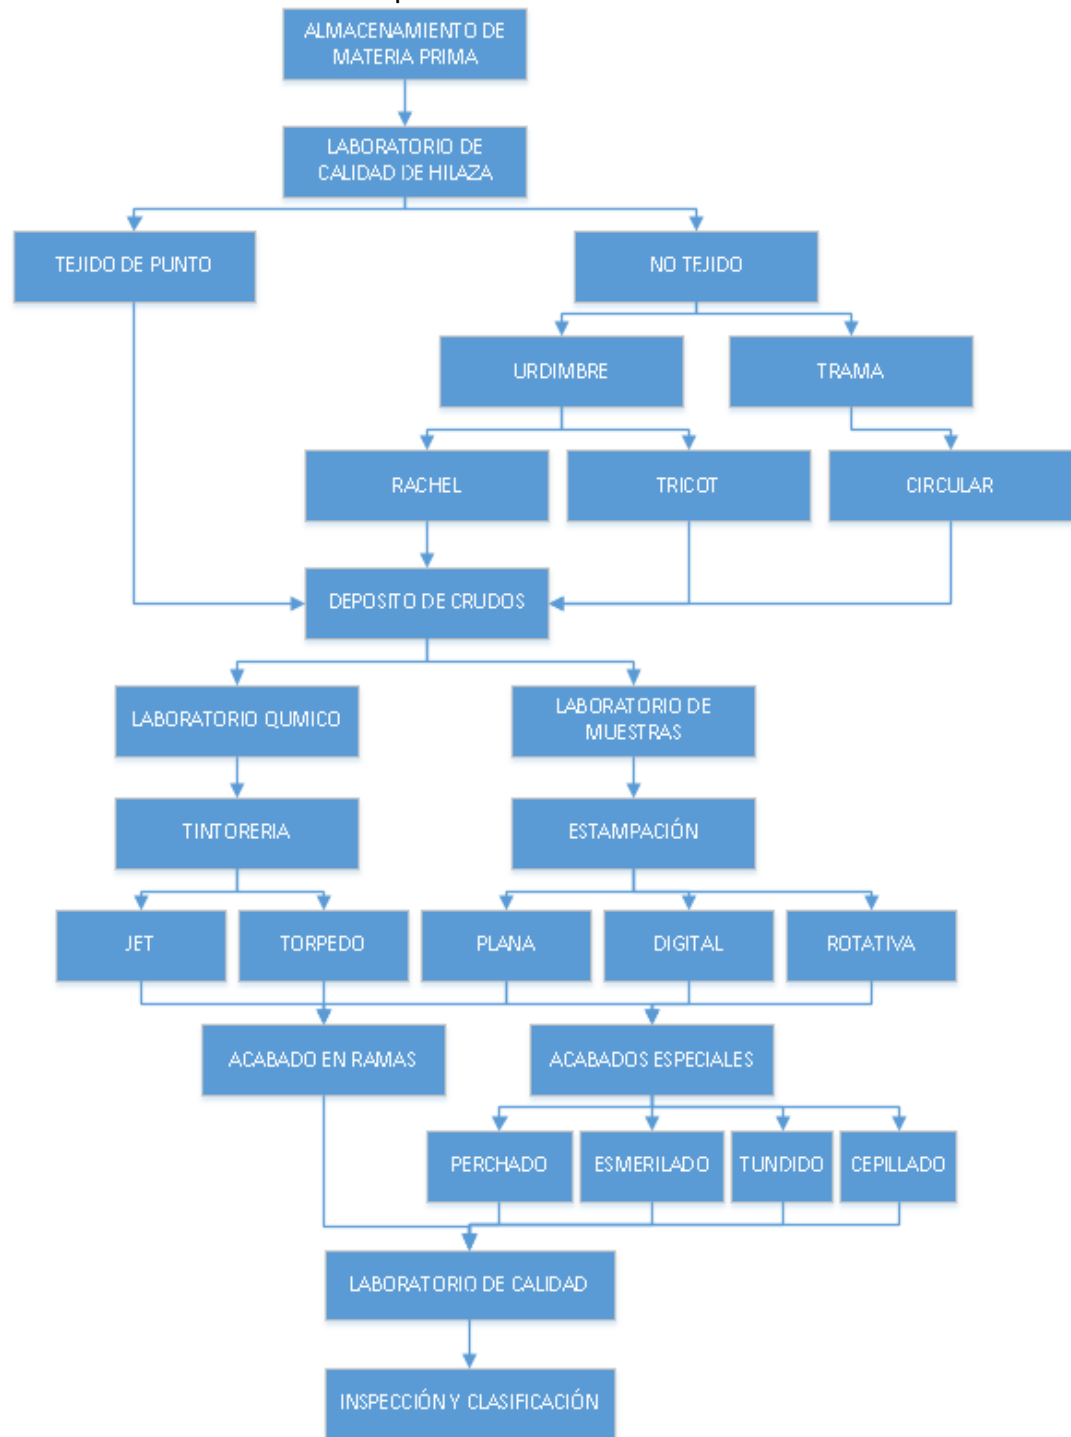 ALMACENAMIENTO DE
MATERIA PRIMA
LABORATORIO DE
CALIDAD DE HILAZA
TEJIDO DE PUNTO
NO TEJIDO
URDIMBRE
TRAMA
RACHEL
TRICOT
CIRCULAR
DEPOSITO DE CRUDOS
LABORATORIO QUMICO
LABORATORIO DE
MUESTRAS
TINTORERIA
ESTAMPACIÓN
JET
TORPEDO
PLANA
DIGITAL
ROTATIVA
ACABADO EN RAMAS
ACABADOS ESPECIALES
PERCHADO
ESMERILADO
TUNDIDO
CEPILLADO
LABORATORIO DE CALIDAD
INSPECCIÓN Y CLASIFICACIÓN